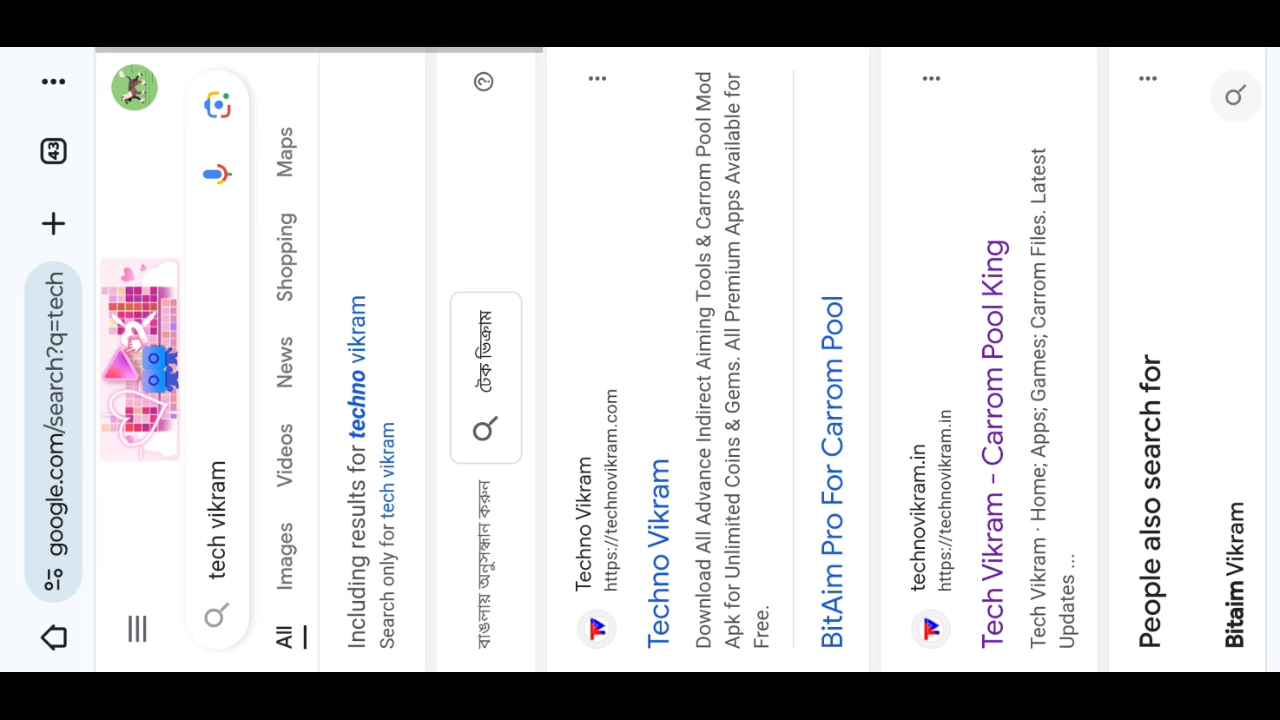 google.com/search?q=tech
43
tech vikram
All Images Videos News Shopping Maps
Including results for techno vikram
Search only for tech vikram
বাঙলায় অনুসন্ধান করুন টেক ভিক্রাম
Techno Vikram
https://technovikram.com
Techno Vikram
Download All Advance Indirect Aiming Tools & Carrom Pool Mod
Apk for Unlimited Coins & Gems. All Premium Apps Available for
Free.
BitAim Pro For Carrom Pool
technovikram.in
https://technovikram.in
Tech Vikram - Carrom Pool King
Tech Vikram · Home; Apps; Games; Carrom Files. Latest
Updates ...
People also search for
Bitaim Vikram